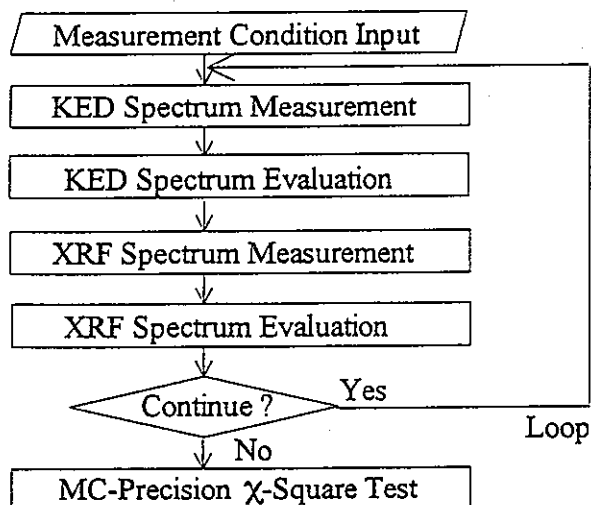 Measurement Condition Input
KED Spectrum Measurement
KED Spectrum Evaluation
XRF Spectrum Measurement
XRF Spectrum Evaluation
Continue ?
Yes
Loop
No
MC-Precision χ-Square Test